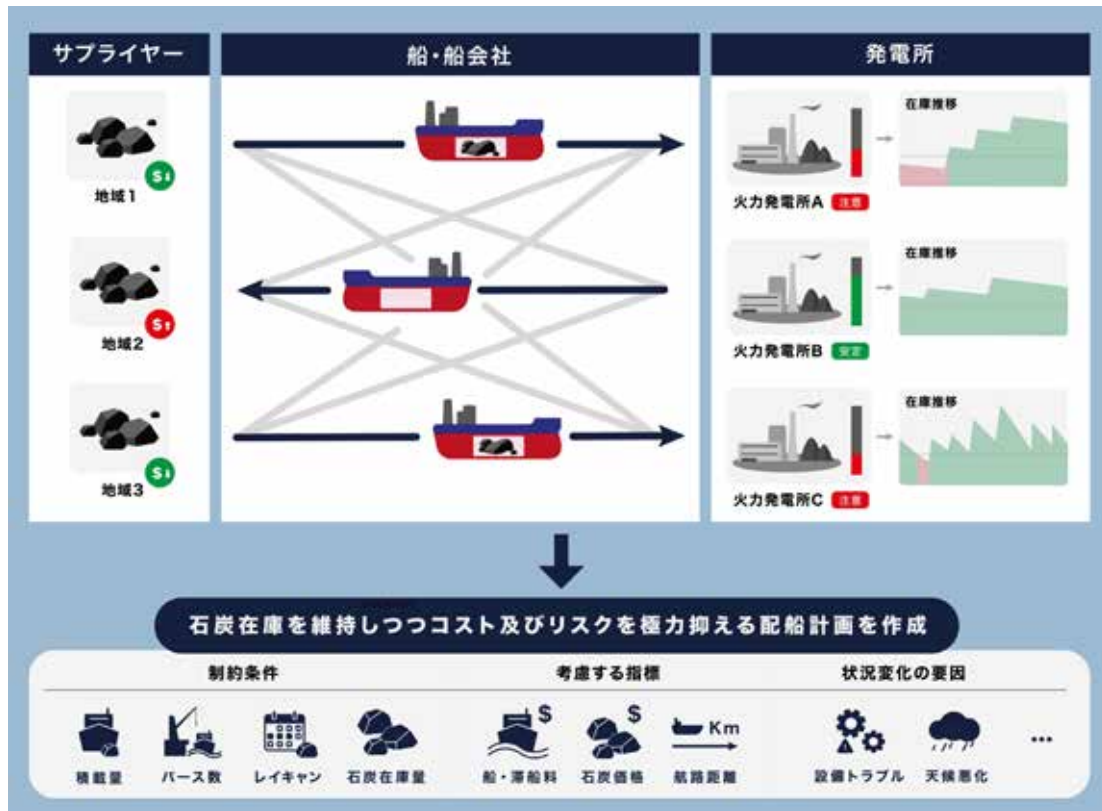 サプライヤー
船・船会社
発電所
地域1
地域2
地域3
$
$
$
在庫推移
火力発電所A 注意
在庫推移
火力発電所B 安定
在庫推移
火力発電所C 注意
石炭在庫を維持しつつコスト及びリスクを極力抑える配船計画を作成
制約条件
考慮する指標
状況変化の要因
$
$
Km
積載量
バース数
レイキャン
石炭在庫量
船・滞船料
石炭価格
航路距離
設備トラブル
天候悪化
…